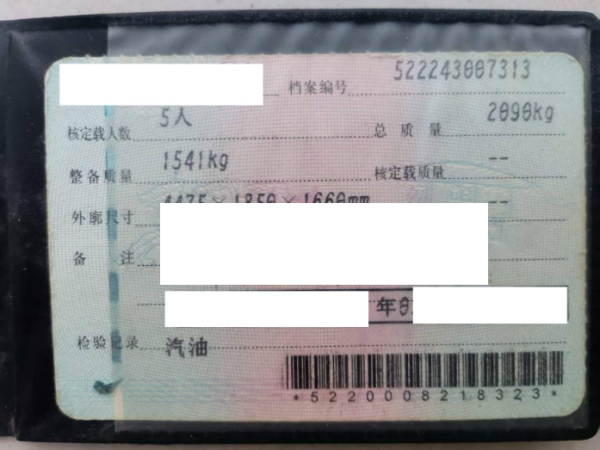 档案编号 522243007313
核定载人数 5人 总质量 2090kg
整备质量 1541kg 核定载质量 --
外廓尺寸 4475×1850×1660mm --
备注
年0
检验记录 汽油
*5220008218323*